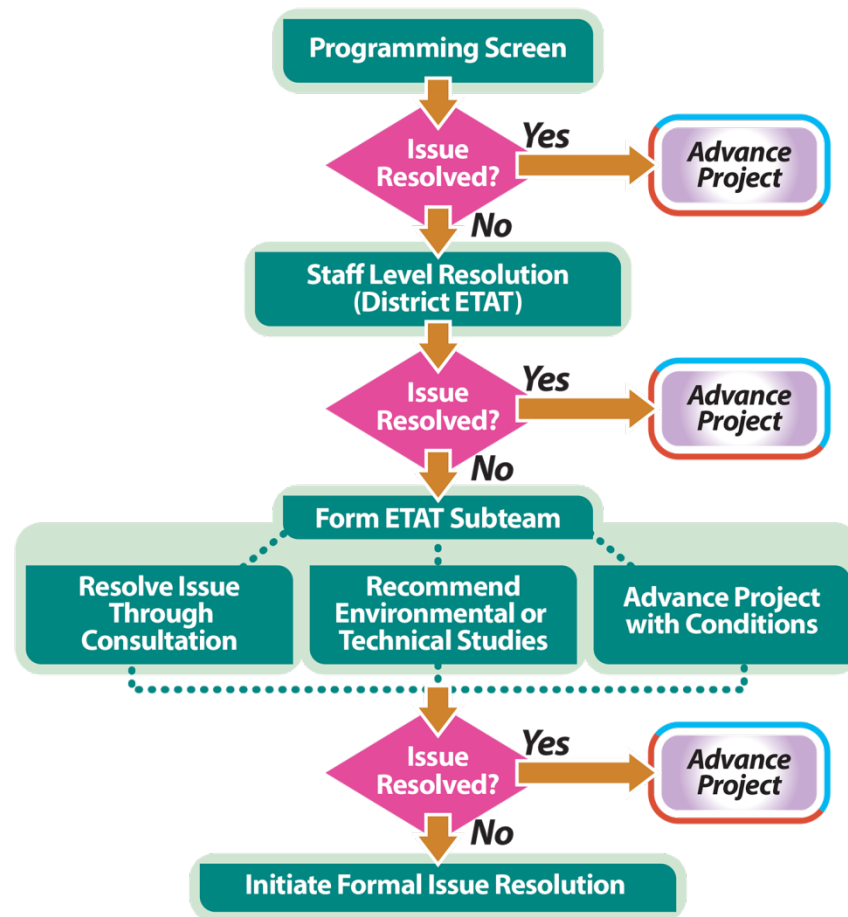 Programming Screen
Issue
Resolved?
Yes
Advance
Project
No
Staff Level Resolution
(District ETAT)
Issue
Resolved?
Yes
Advance
Project
No
Form ETAT Subteam
Resolve Issue
Through
Consultation
Recommend
Environmental or
Technical Studies
Advance Project
with Conditions
Issue
Resolved?
Yes
Advance
Project
No
Initiate Formal Issue Resolution